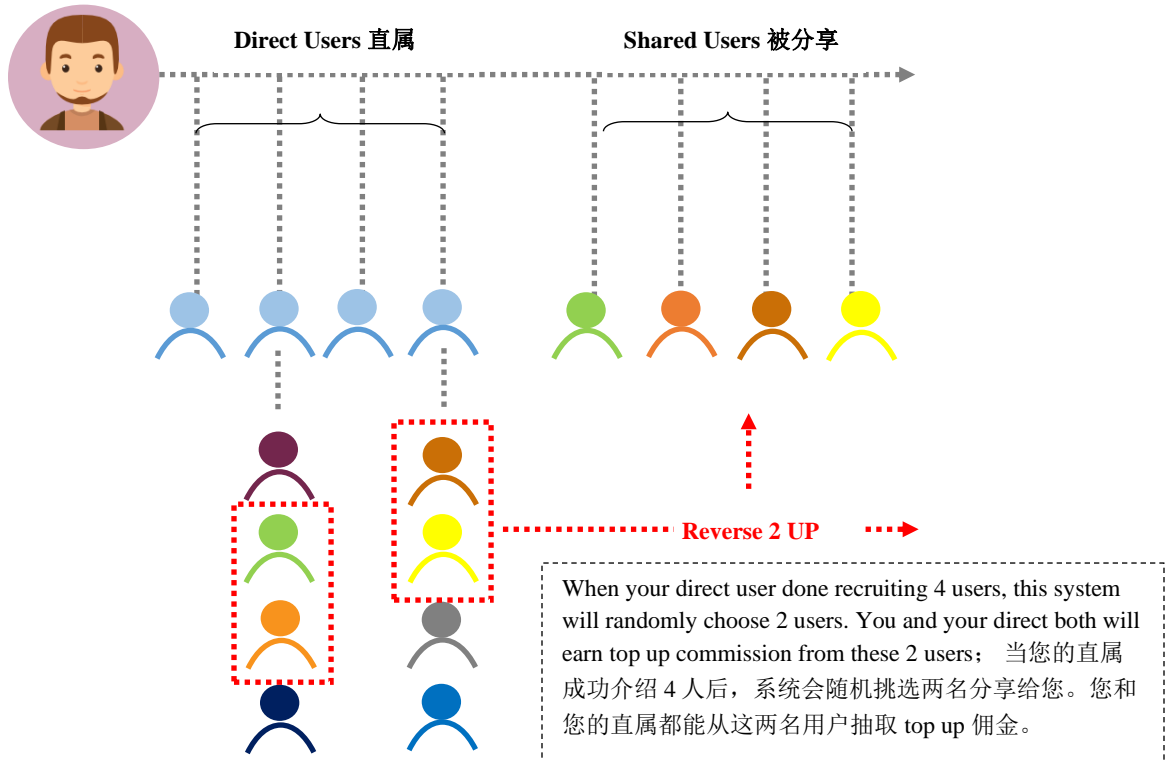 Direct Users 直属
Shared Users 被分享
Reverse 2 UP
When your direct user done recruiting 4 users, this system
will randomly choose 2 users. You and your direct both will
earn top up commission from these 2 users； 当您的直属
成功介绍 4 人后，系统会随机挑选两名分享给您。您和
您的直属都能从这两名用户抽取 top up 佣金。